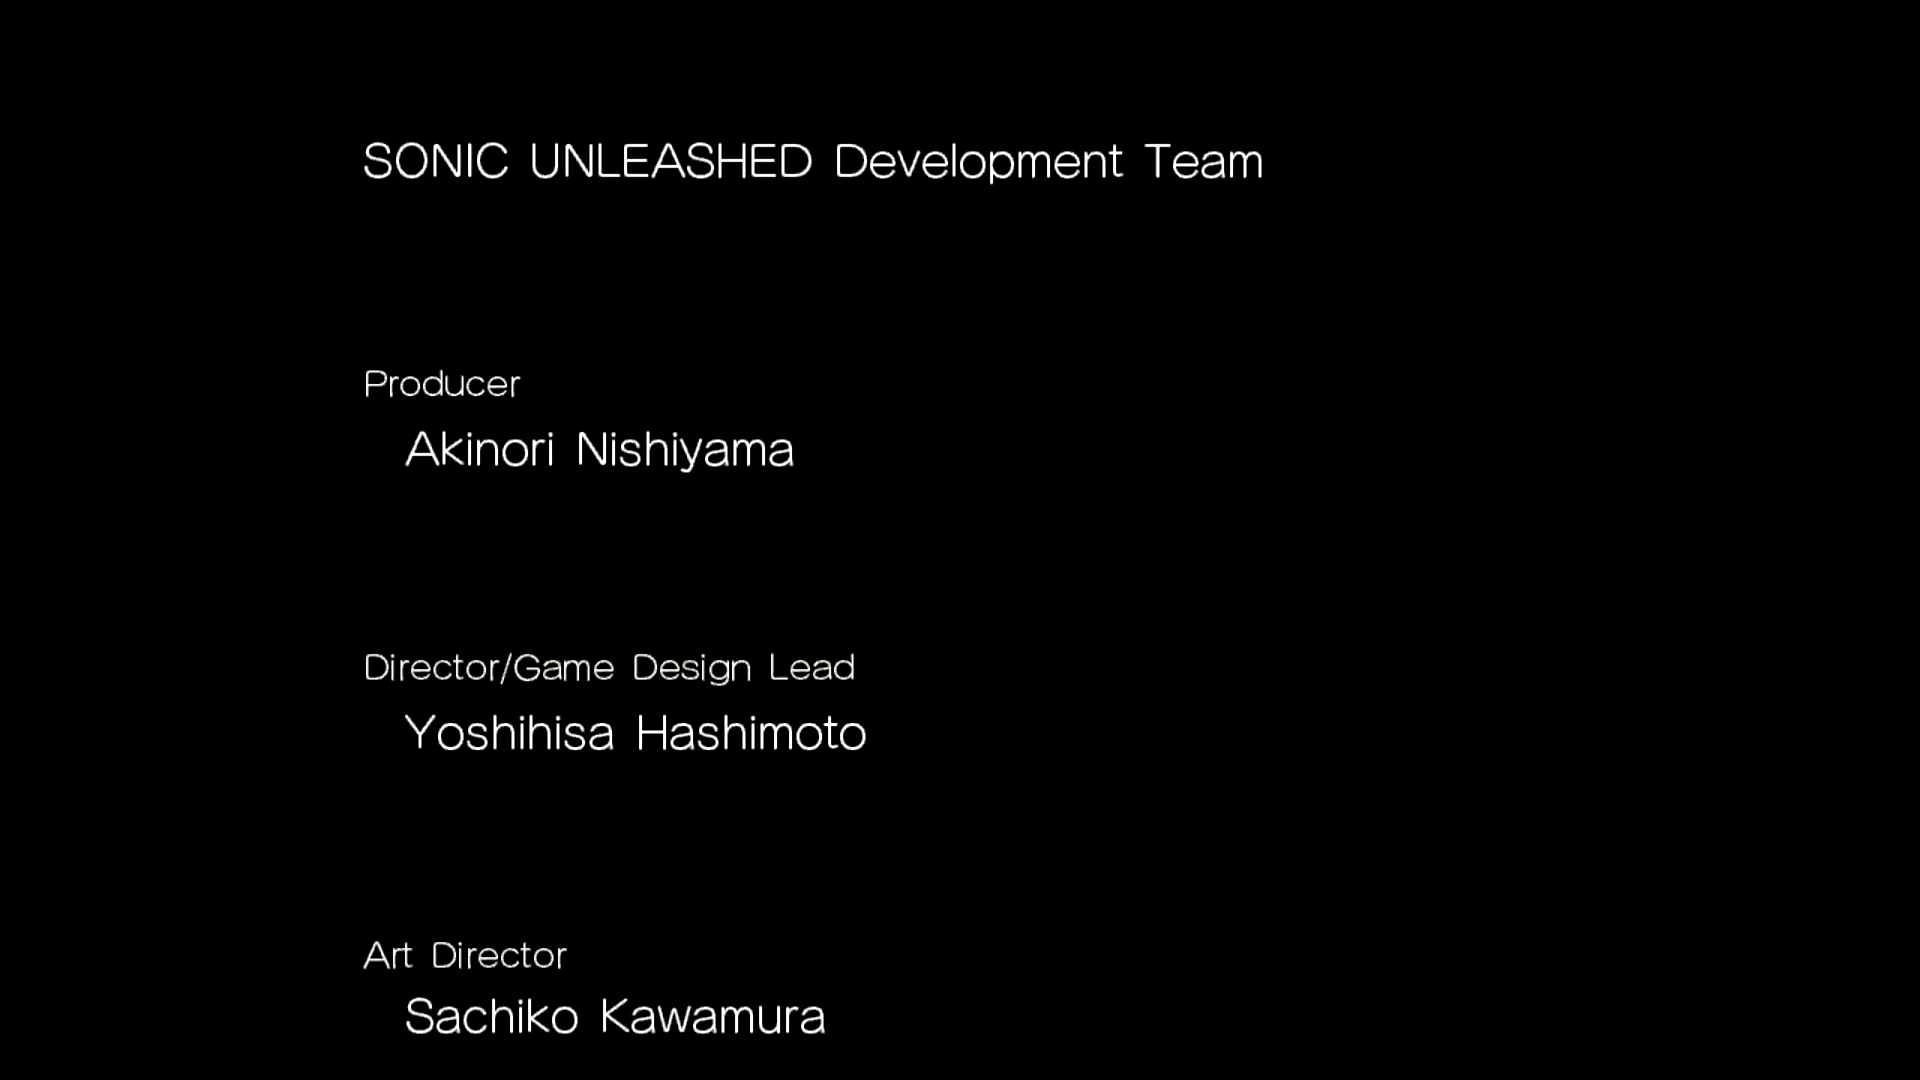 SONIC UNLEASHED Development Team
Producer
Akinori Nishiyama
Director/Game Design Lead
Yoshihisa Hashimoto
Art Director
Sachiko Kawamura